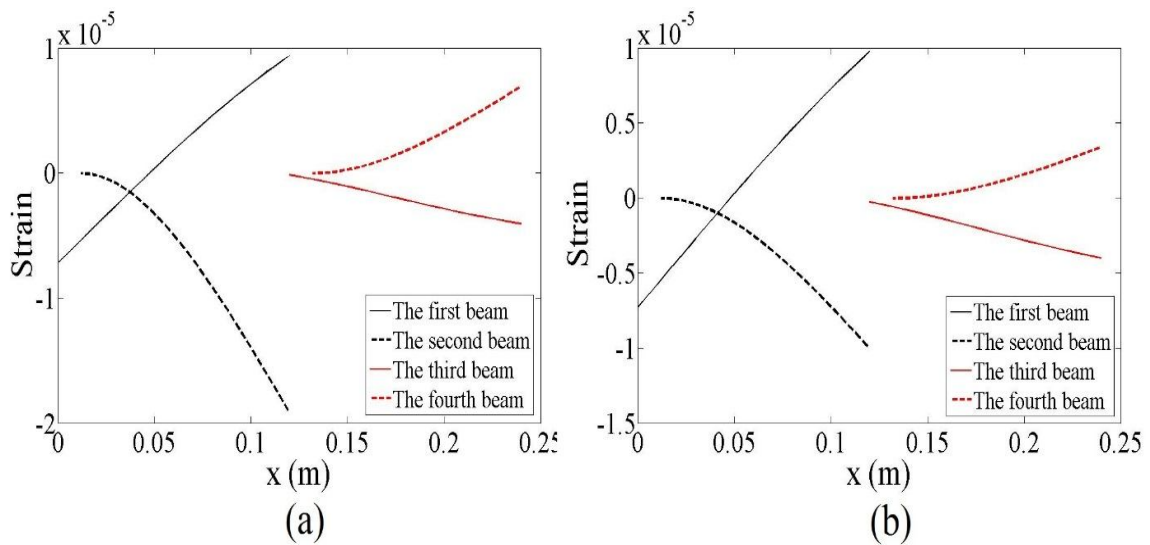 x 10⁻⁵
1
0
-1
-2
0
0.05
0.1
0.15
0.2
0.25
Strain
x (m)
The first beam
The second beam
The third beam
The fourth beam
(a)
x 10⁻⁵
1
0.5
0
-0.5
-1
-1.5
0
0.05
0.1
0.15
0.2
0.25
Strain
x (m)
The first beam
The second beam
The third beam
The fourth beam
(b)